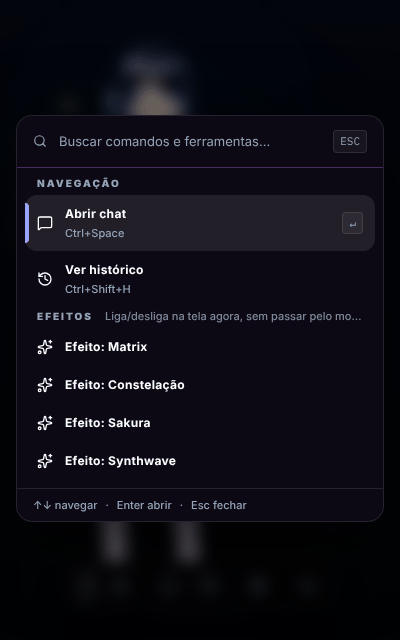 Buscar comandos e ferramentas... ESC
NAVEGAÇÃO
Abrir chat
Ctrl+Space ↵
Ver histórico
Ctrl+Shift+H
EFEITOS Liga/desliga na tela agora, sem passar pelo mo...
Efeito: Matrix
Efeito: Constelação
Efeito: Sakura
Efeito: Synthwave
↑↓ navegar · Enter abrir · Esc fechar